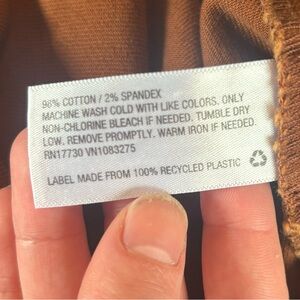 98% COTTON / 2% SPANDEX
MACHINE WASH COLD WITH LIKE COLORS. ONLY
NON-CHLORINE BLEACH IF NEEDED. TUMBLE DRY
LOW. REMOVE PROMPTLY. WARM IRON IF NEEDED.
RN17730 VN1083275
LABEL MADE FROM 100% RECYCLED PLASTIC